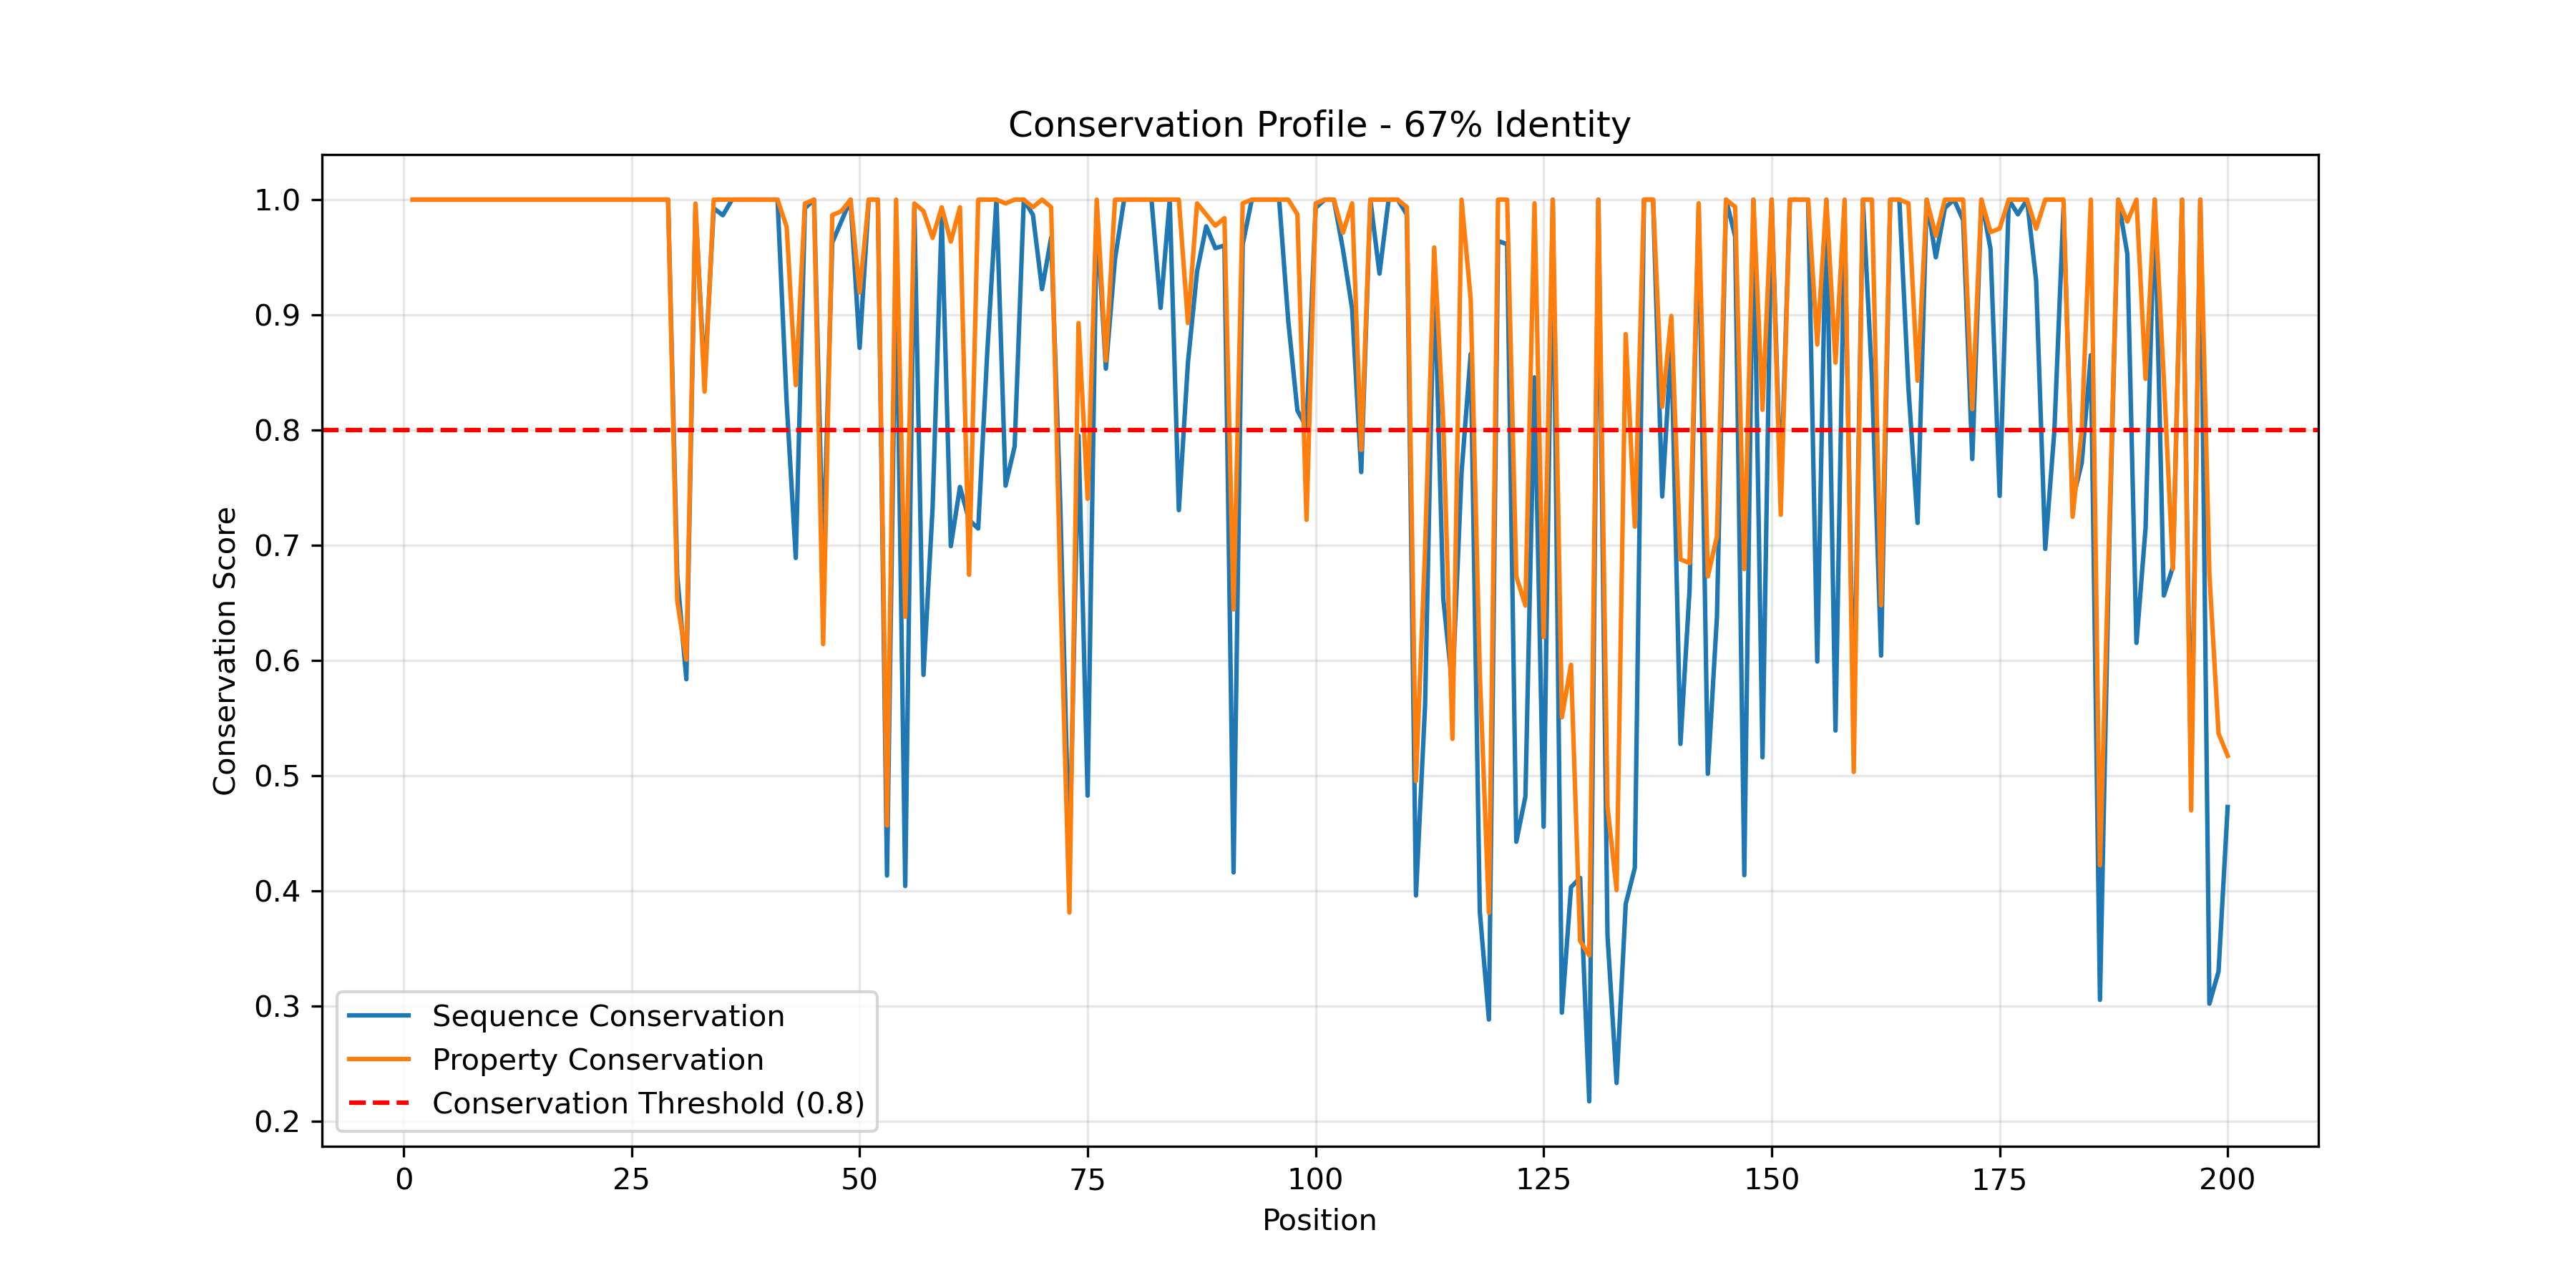 Conservation Profile - 67% Identity
Conservation Score
1.0
0.9
0.8
0.7
0.6
0.5
0.4
0.3
0.2
Sequence Conservation
Property Conservation
Conservation Threshold (0.8)
0 25 50 75 100 125 150 175 200
Position